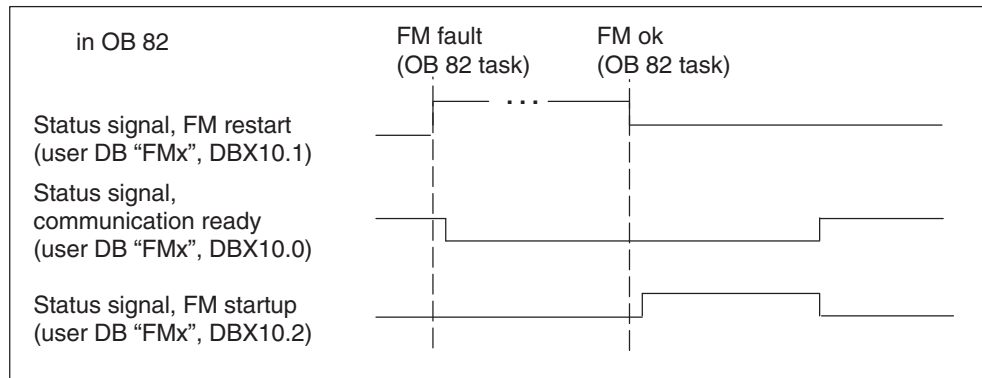 in OB 82
FM fault
(OB 82 task)
FM ok
(OB 82 task)
Status signal, FM restart
(user DB “FMx”, DBX10.1)
Status signal,
communication ready
(user DB “FMx”, DBX10.0)
Status signal, FM startup
(user DB “FMx”, DBX10.2)